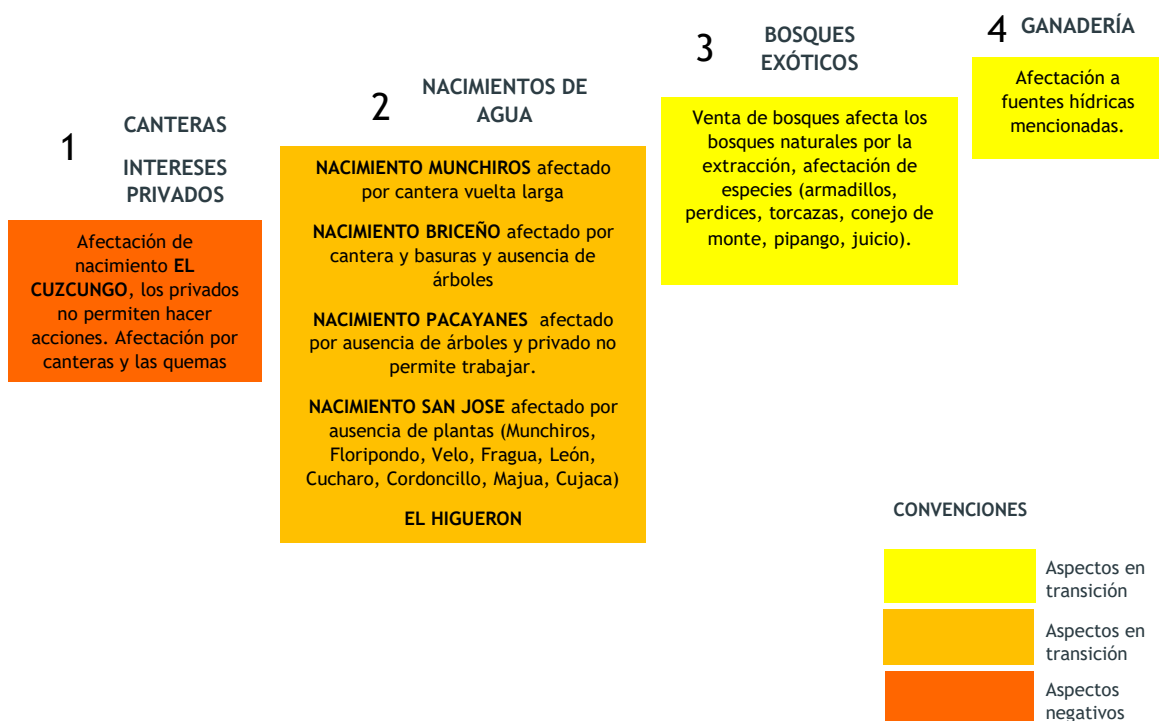 1
CANTERAS
INTERESES
PRIVADOS
Afectación de
nacimiento EL
CUZCUNGO, los privados
no permiten hacer
acciones. Afectación por
canteras y las quemas
2
NACIMIENTOS DE
AGUA
NACIMIENTO MUNCHIROS afectado
por cantera vuelta larga
NACIMIENTO BRICEÑO afectado por
cantera y basuras y ausencia de
árboles
NACIMIENTO PACAYANES afectado
por ausencia de árboles y privado no
permite trabajar.
NACIMIENTO SAN JOSE afectado por
ausencia de plantas (Munchiros,
Floripondo, Velo, Fragua, León,
Cucharo, Cordoncillo, Majua, Cujaca)
EL HIGUERON
3
BOSQUES
EXÓTICOS
Venta de bosques afecta los
bosques naturales por la
extracción, afectación de
especies (armadillos,
perdices, torcazas, conejo de
monte, pipango, juicio).
4 GANADERÍA
Afectación a
fuentes hídricas
mencionadas.
CONVENCIONES
Aspectos en
transición
Aspectos en
transición
Aspectos
negativos